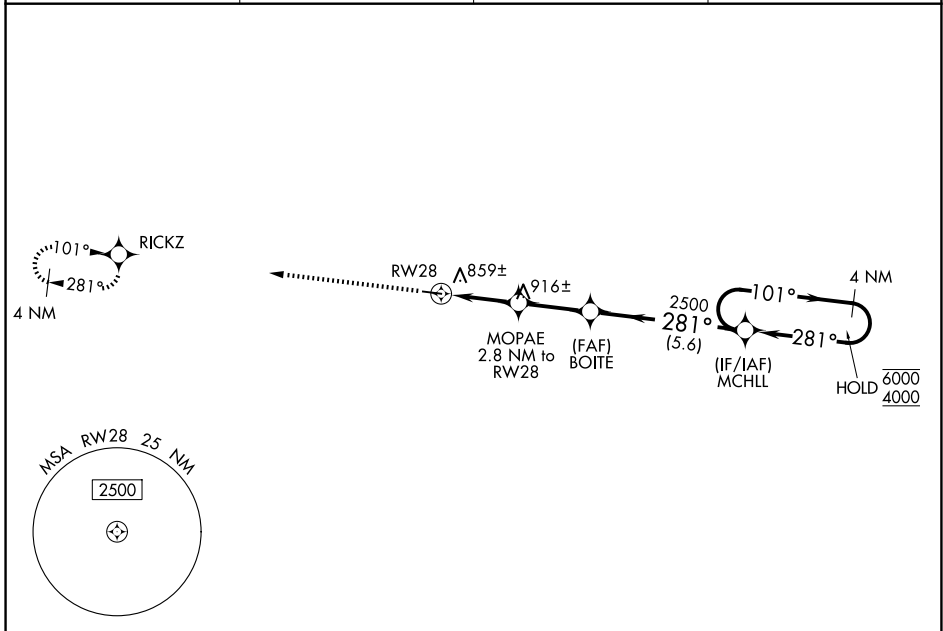 101°
RICKZ
281°
4 NM
RW28
859±
916±
MOPAE
2.8 NM to
RW28
(FAF)
BOITE
2500
281°
(5.6)
(IF/IAF)
MCHLL
101°
4 NM
281°
HOLD
6000
4000
MSA RW28 25 NM
2500